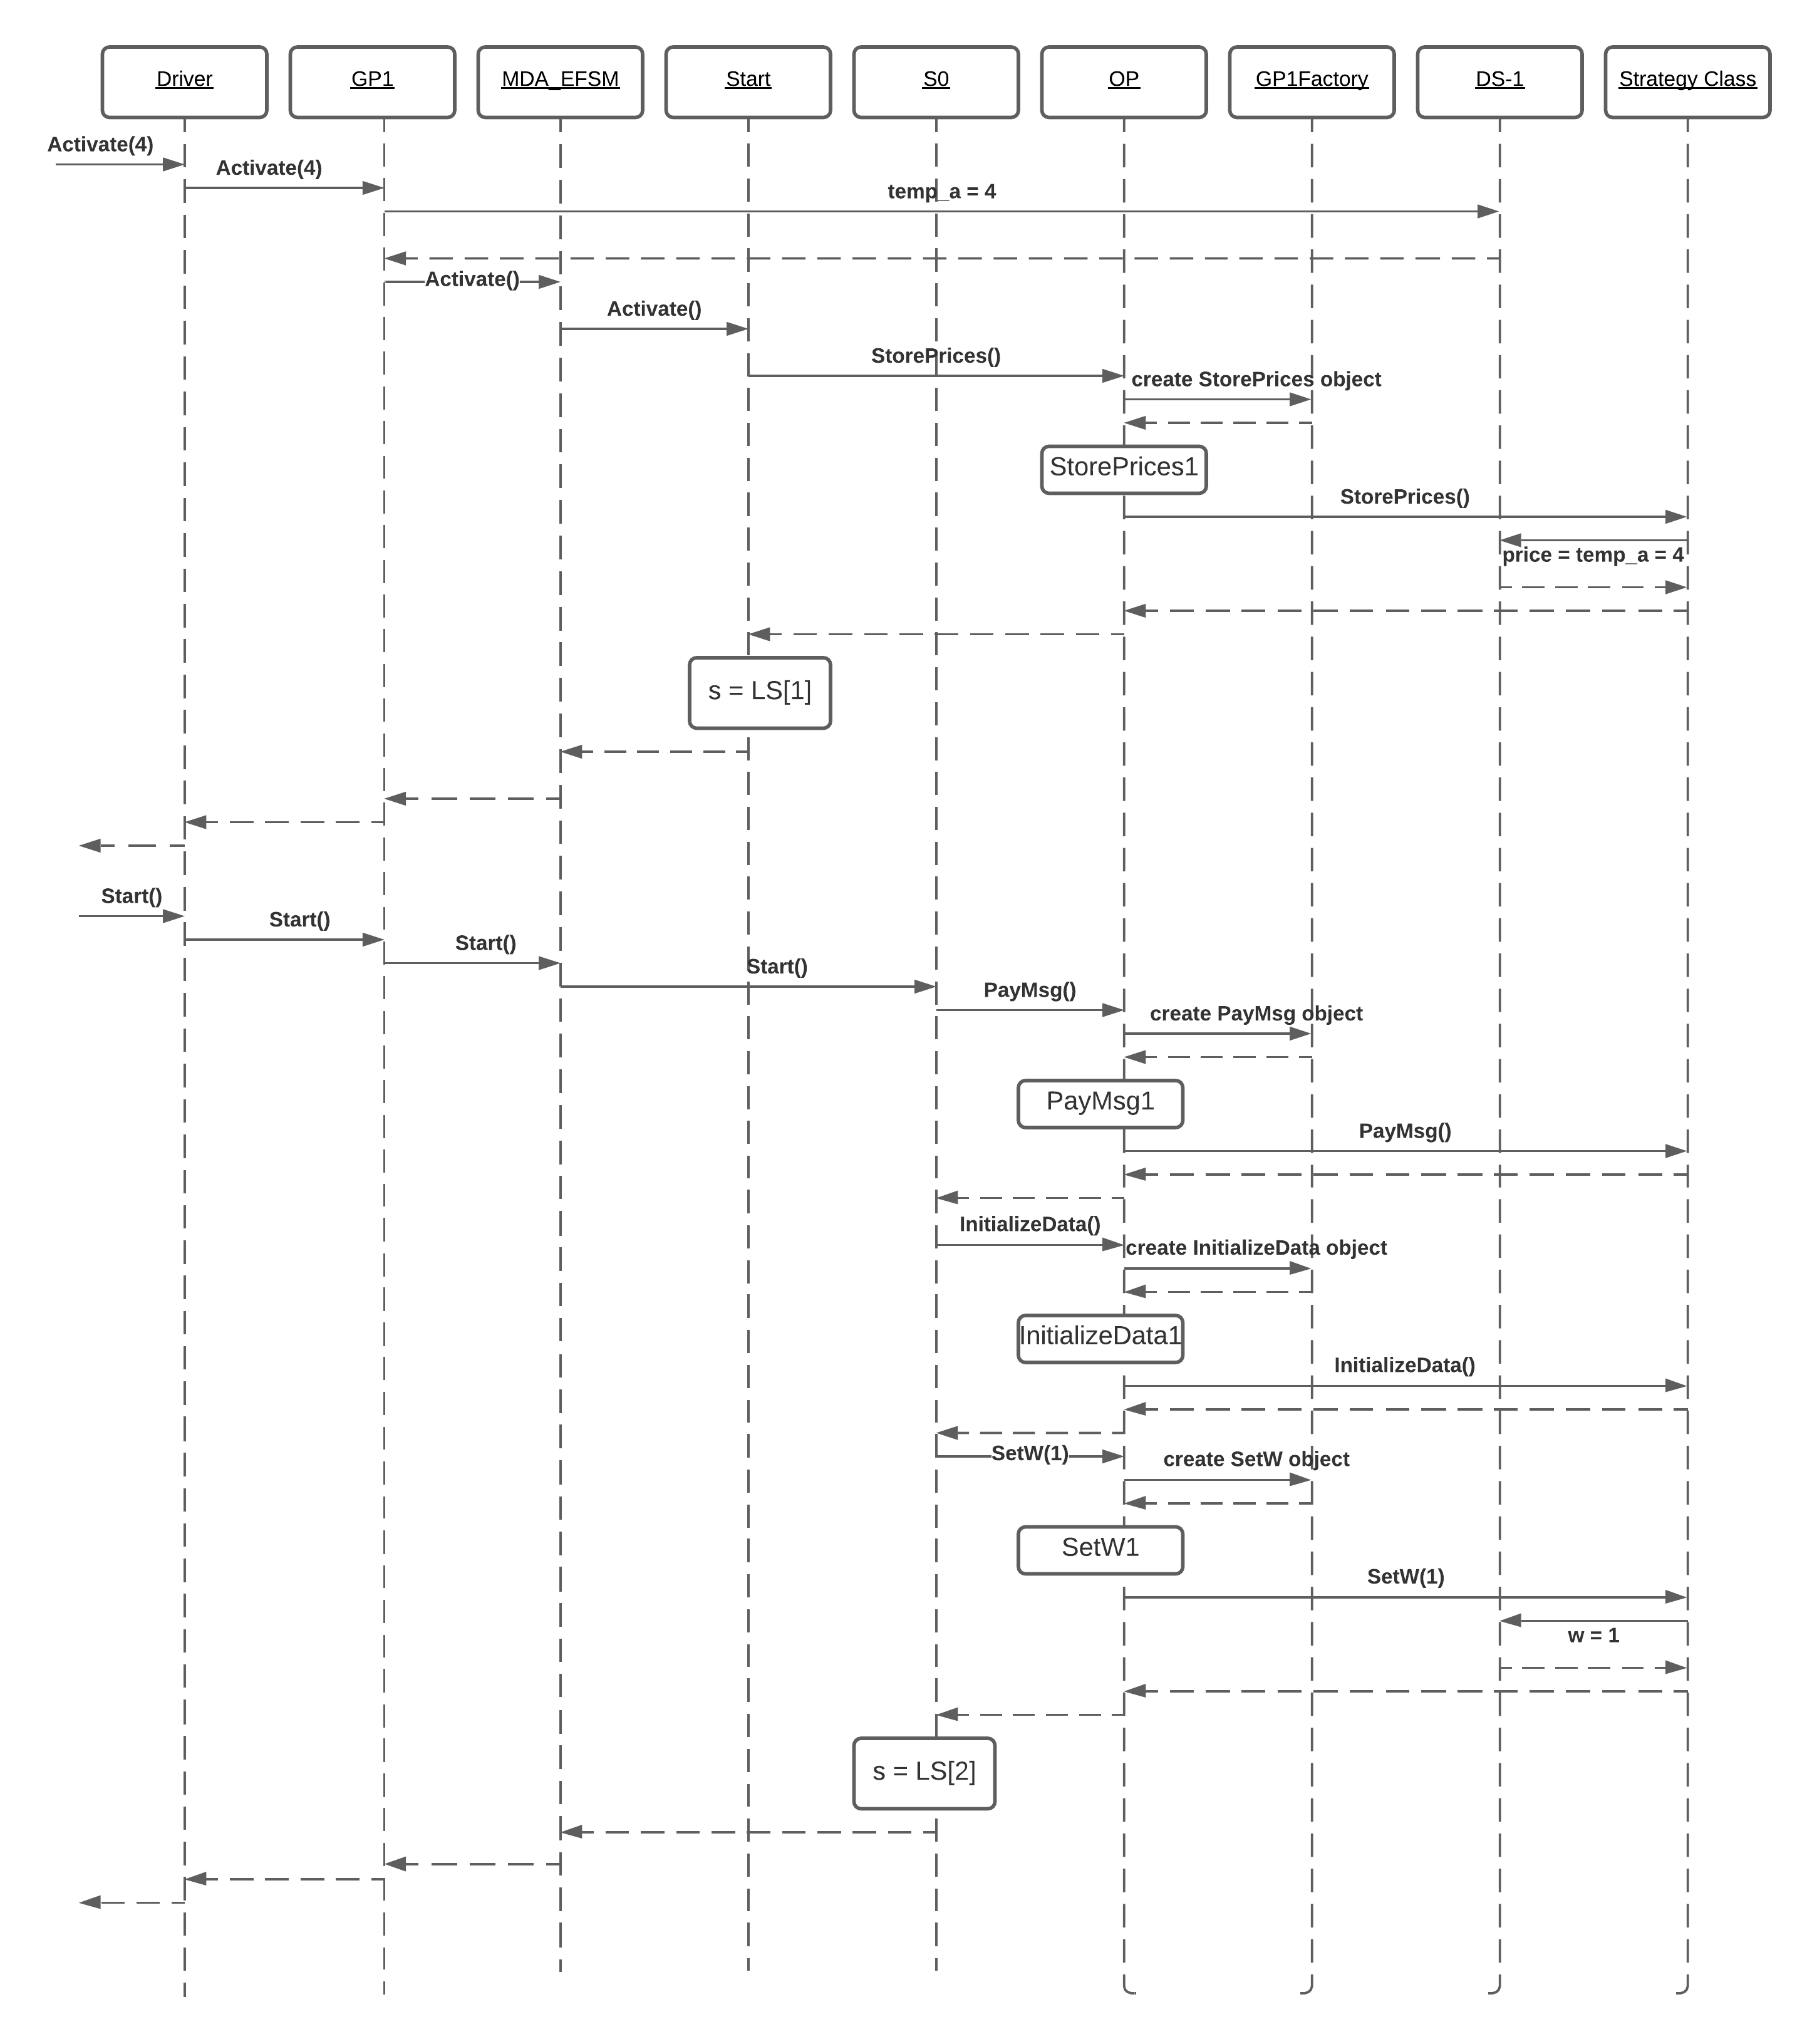 Driver
GP1
MDA_EFSM
Start
S0
OP
GP1Factory
DS-1
Strategy Class
Activate(4)
Activate(4)
temp_a = 4
Activate()
Activate()
StorePrices()
create StorePrices object
StorePrices1
StorePrices()
price = temp_a = 4
s = LS[1]
Start()
Start()
Start()
Start()
PayMsg()
create PayMsg object
PayMsg1
PayMsg()
InitializeData()
create InitializeData object
InitializeData1
InitializeData()
SetW(1)
create SetW object
SetW1
SetW(1)
w = 1
s = LS[2]